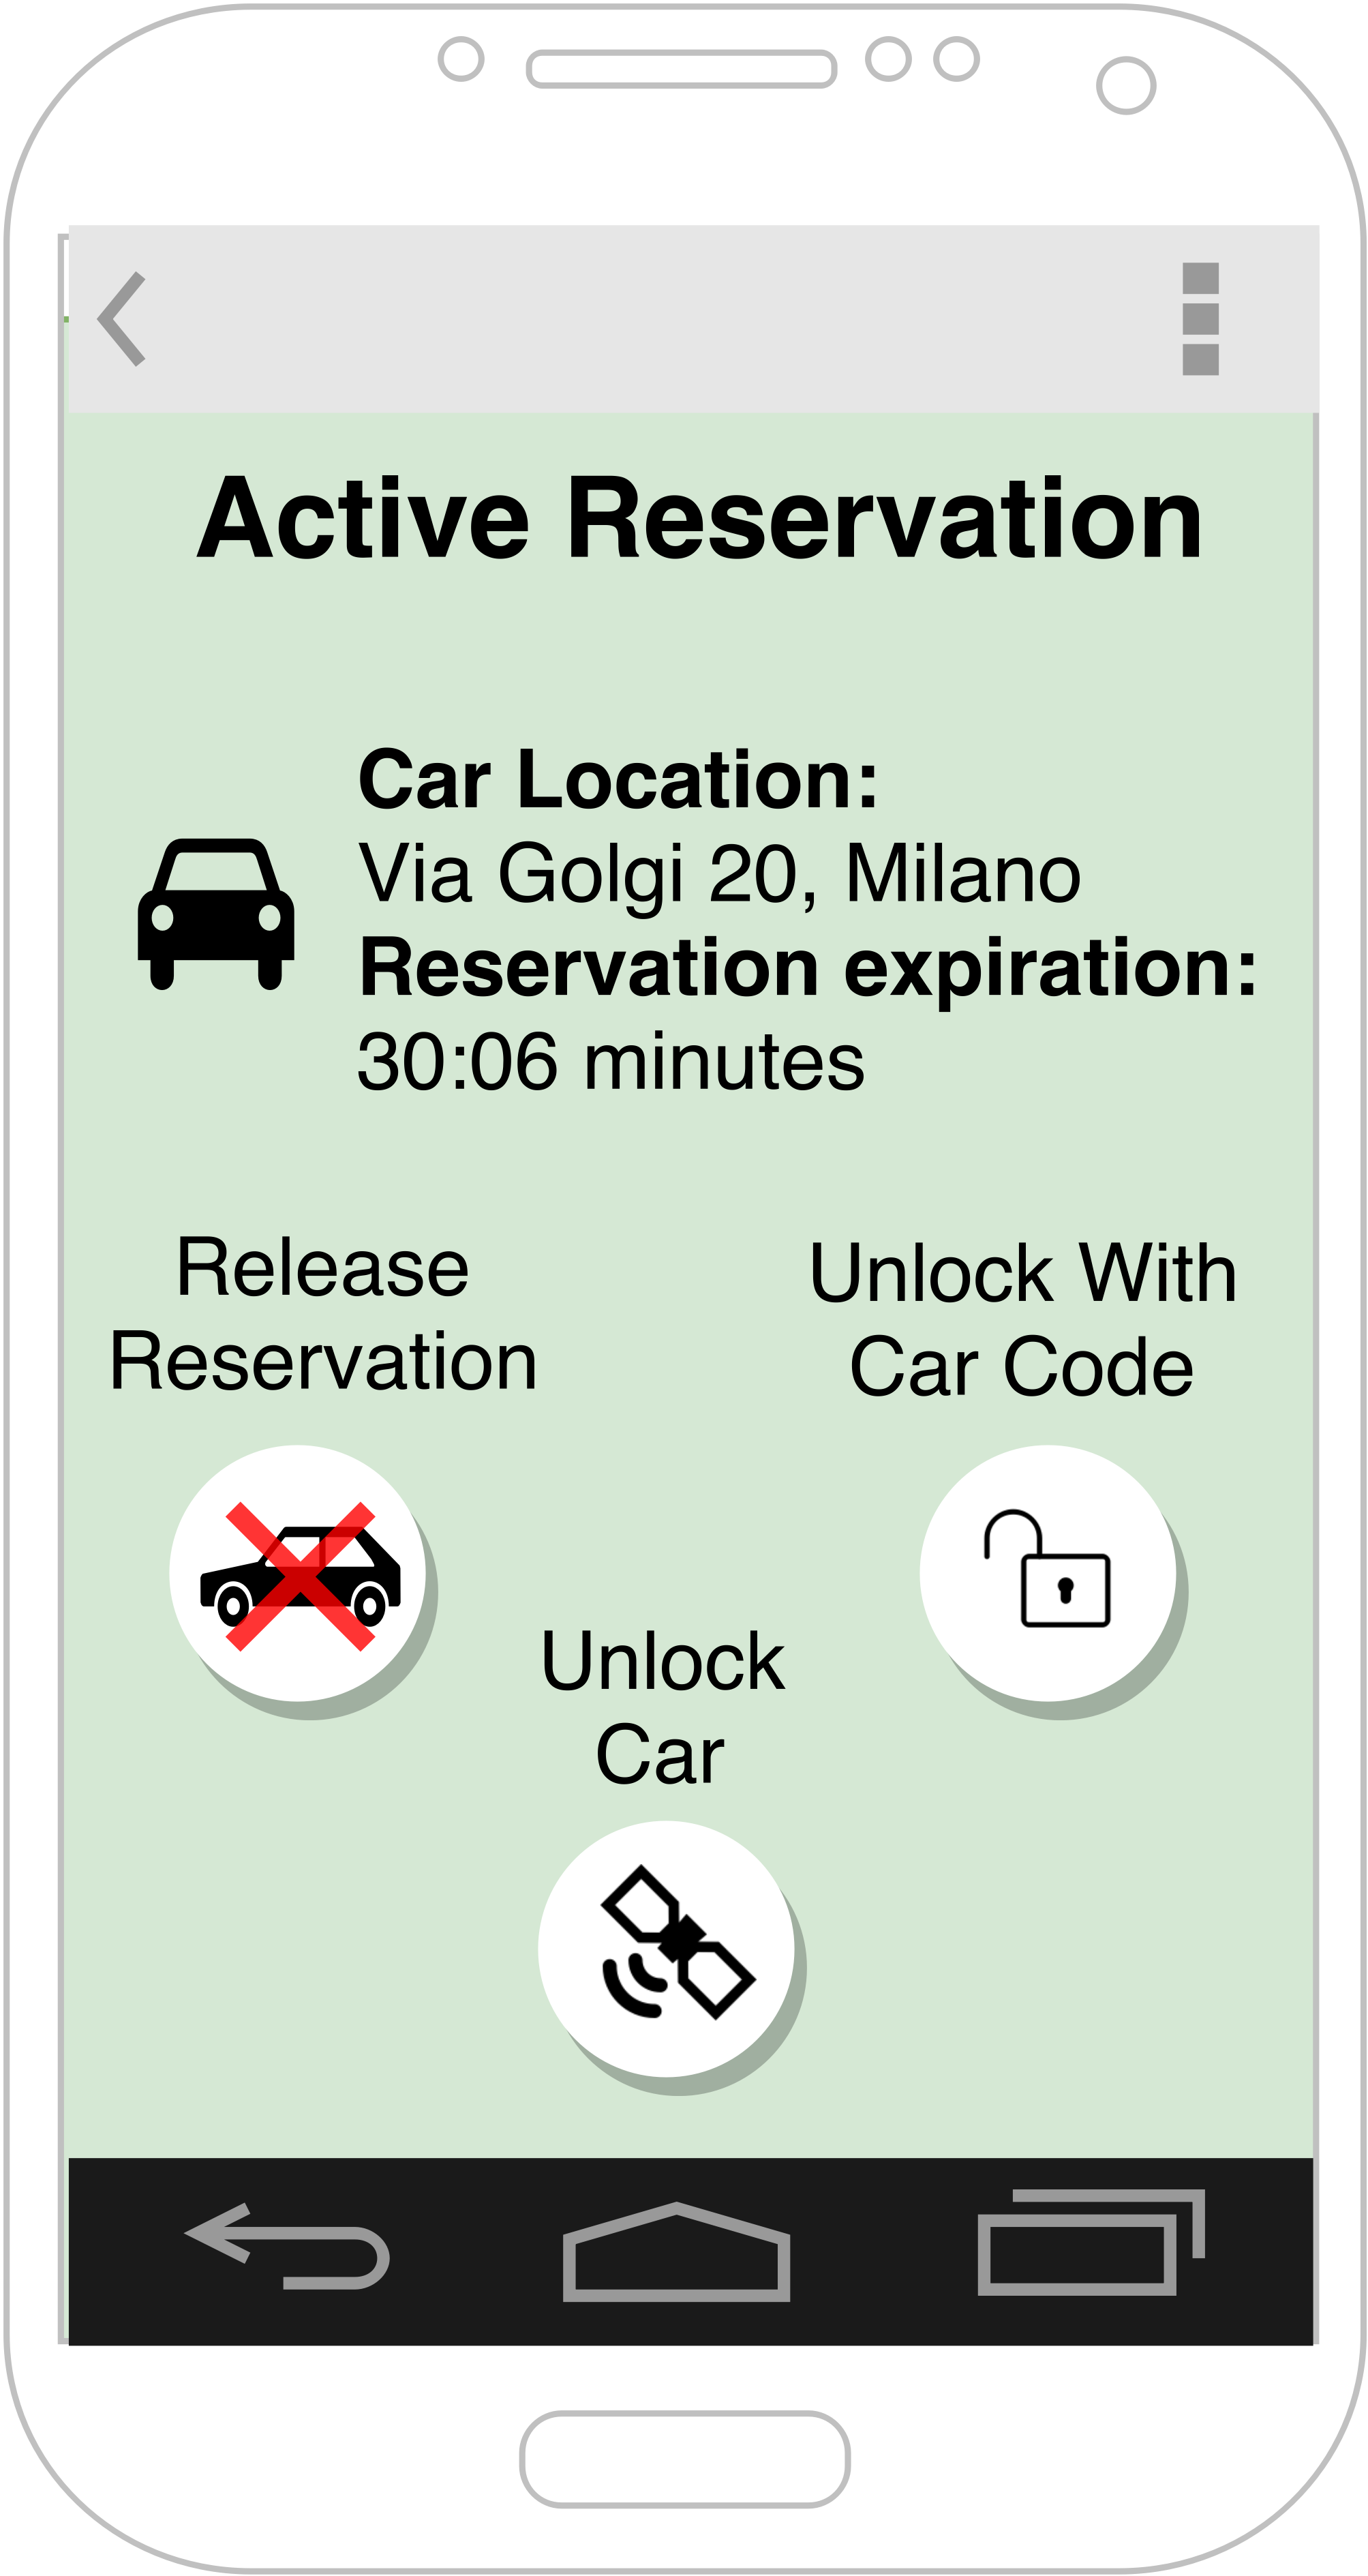 Active Reservation
Car Location:
Via Golgi 20, Milano
Reservation expiration:
30:06 minutes
Release
Reservation
Unlock With
Car Code
Unlock
Car